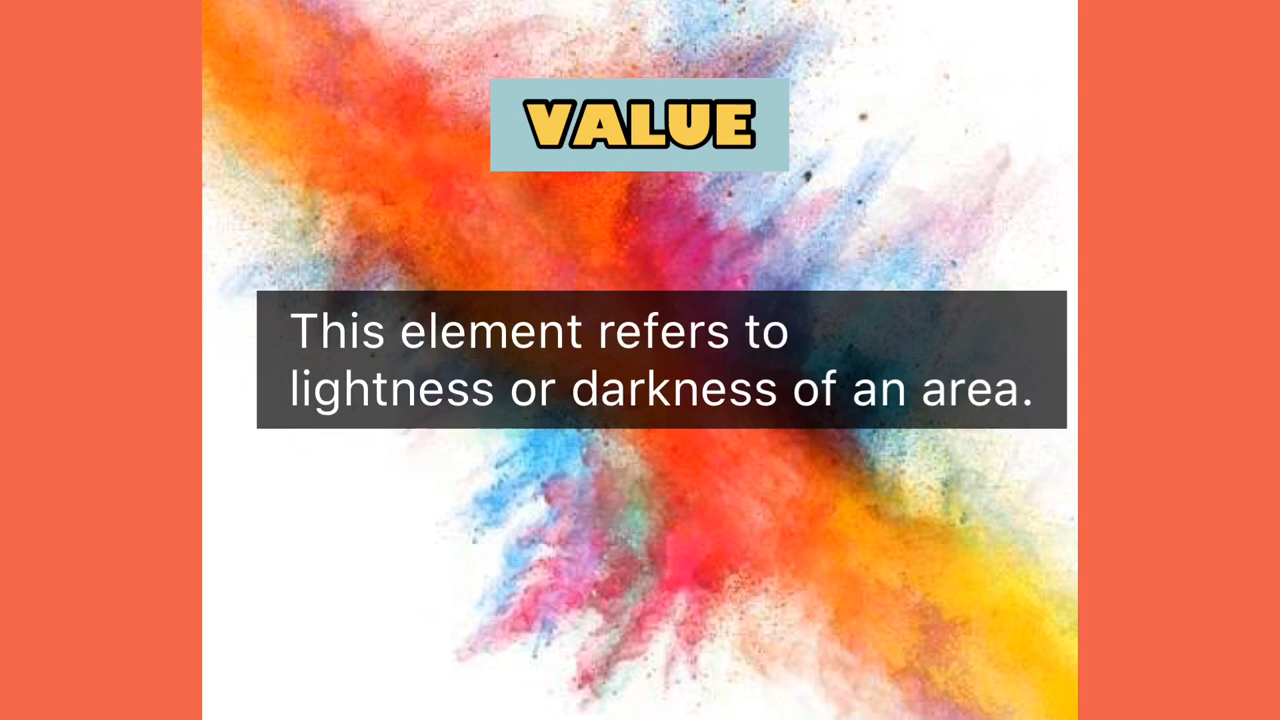 VALUE
This element refers to
lightness or darkness of an area.